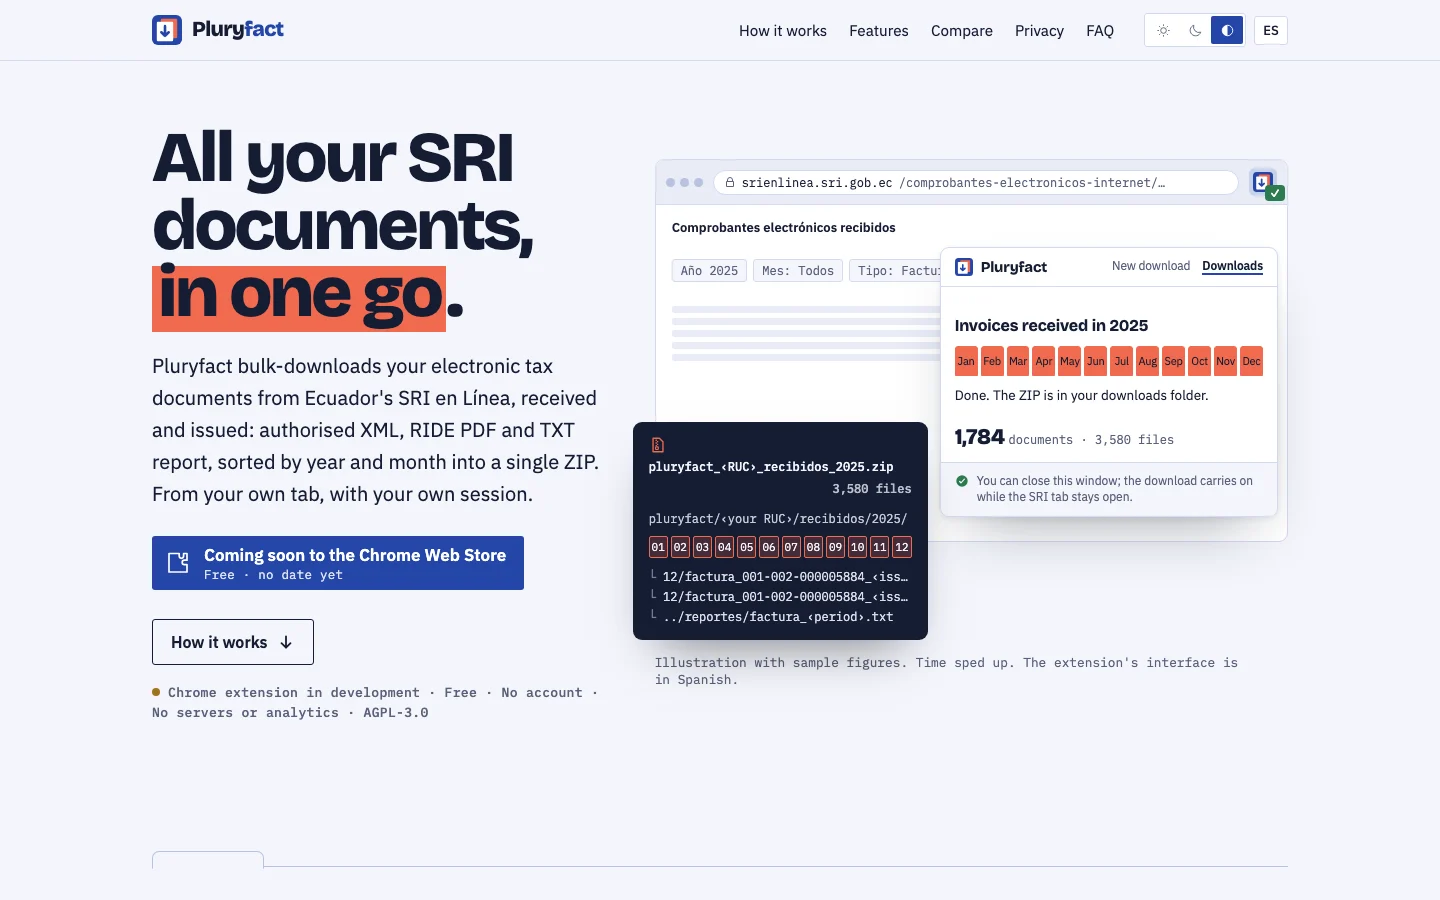 Pluryfact
How it works
Features
Compare
Privacy
FAQ
ES
All your SRI
documents,
in one go.
Pluryfact bulk-downloads your electronic tax
documents from Ecuador's SRI en Línea, received
and issued: authorised XML, RIDE PDF and TXT
report, sorted by year and month into a single ZIP.
From your own tab, with your own session.
Coming soon to the Chrome Web Store
Free · no date yet
How it works ↓
Chrome extension in development · Free · No account ·
No servers or analytics · AGPL-3.0
srienlinea.sri.gob.ec /comprobantes-electronicos-internet/…
Comprobantes electrónicos recibidos
Año 2025
Mes: Todos
Tipo: Factu
Pluryfact
New download
Downloads
Invoices received in 2025
Jan Feb Mar Apr May Jun Jul Aug Sep Oct Nov Dec
Done. The ZIP is in your downloads folder.
1,784 documents · 3,580 files
You can close this window; the download carries on
while the SRI tab stays open.
pluryfact_‹RUC›_recibidos_2025.zip
3,580 files
pluryfact/‹your RUC›/recibidos/2025/
01 02 03 04 05 06 07 08 09 10 11 12
└ 12/factura_001-002-000005884_‹iss…
└ 12/factura_001-002-000005884_‹iss…
└ ../reportes/factura_‹period›.txt
Illustration with sample figures. Time sped up. The extension's interface is
in Spanish.